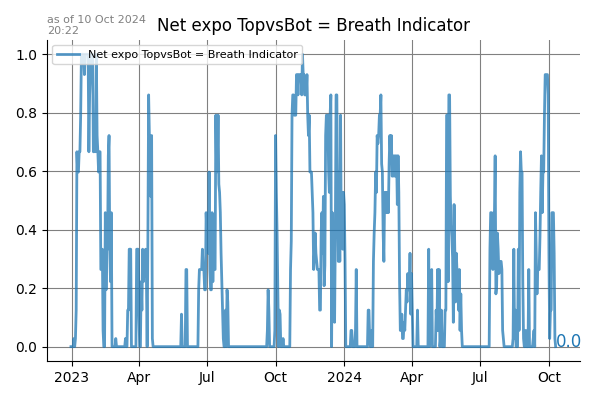 as of 10 Oct 2024
20:22
Net expo TopvsBot = Breath Indicator
Net expo TopvsBot = Breath Indicator
1.0
0.8
0.6
0.4
0.2
0.0
0.0
2023 Apr Jul Oct 2024 Apr Jul Oct